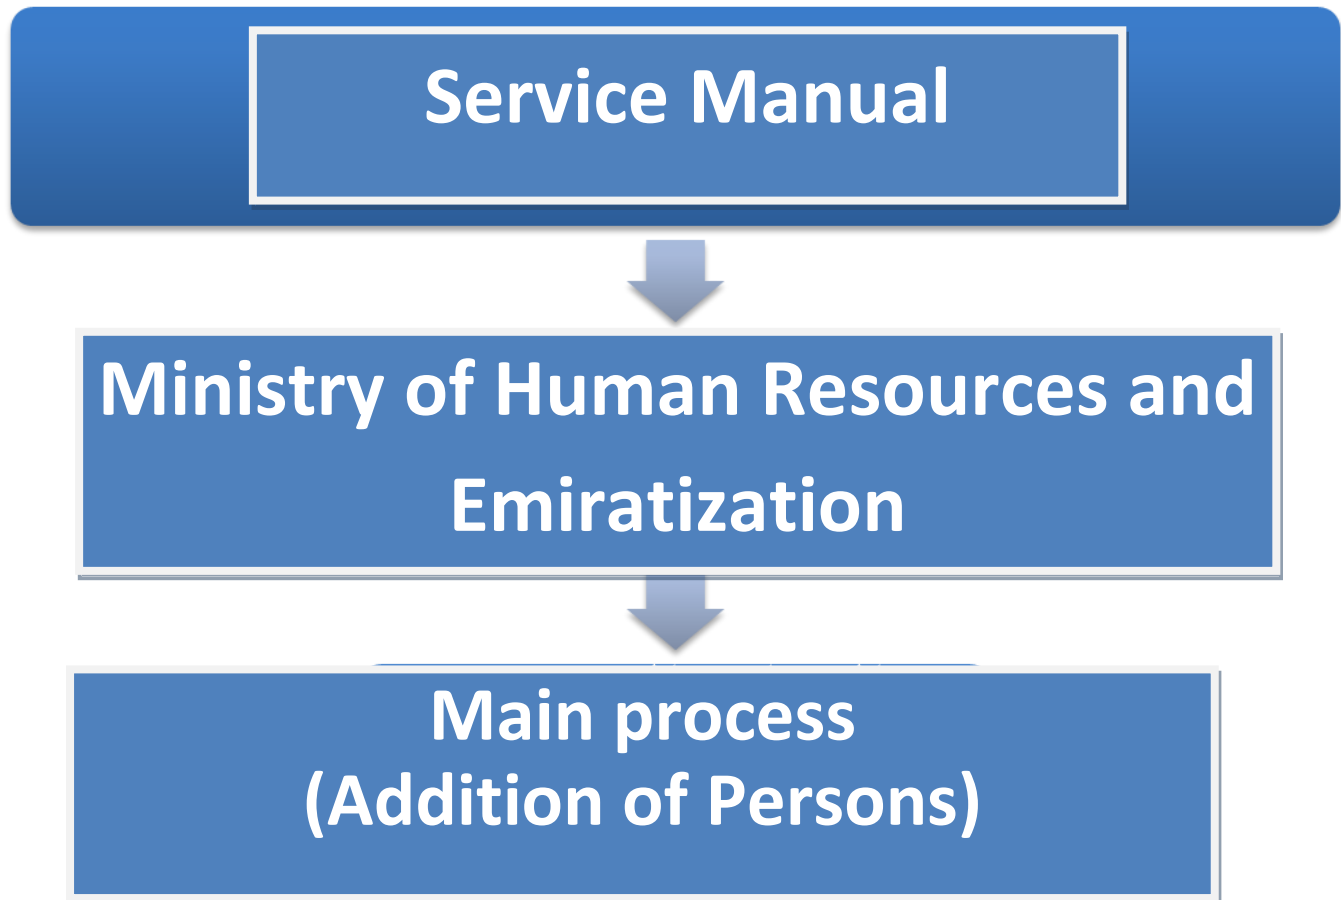 Service Manual
Ministry of Human Resources and
Emiratization
Main process
(Addition of Persons)